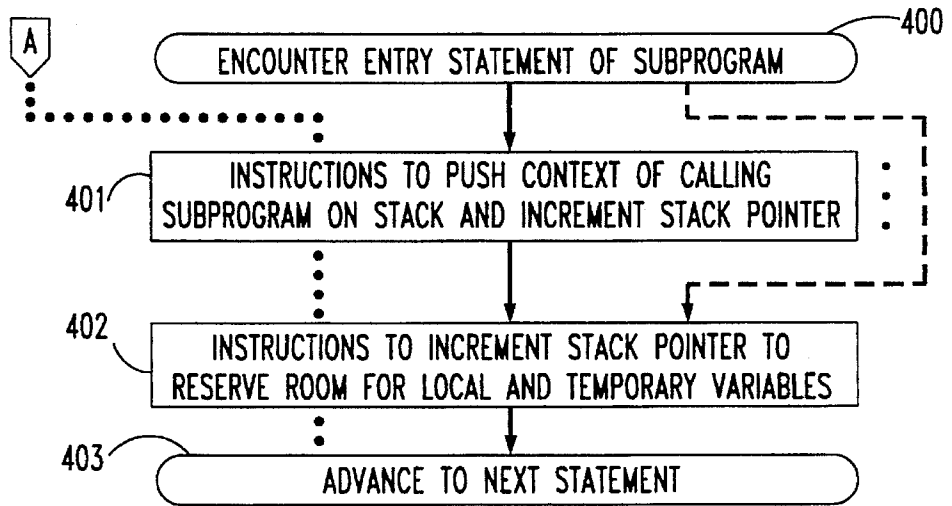 A
400
ENCOUNTER ENTRY STATEMENT OF SUBPROGRAM
401
INSTRUCTIONS TO PUSH CONTEXT OF CALLING
SUBPROGRAM ON STACK AND INCREMENT STACK POINTER
402
INSTRUCTIONS TO INCREMENT STACK POINTER TO
RESERVE ROOM FOR LOCAL AND TEMPORARY VARIABLES
403
ADVANCE TO NEXT STATEMENT